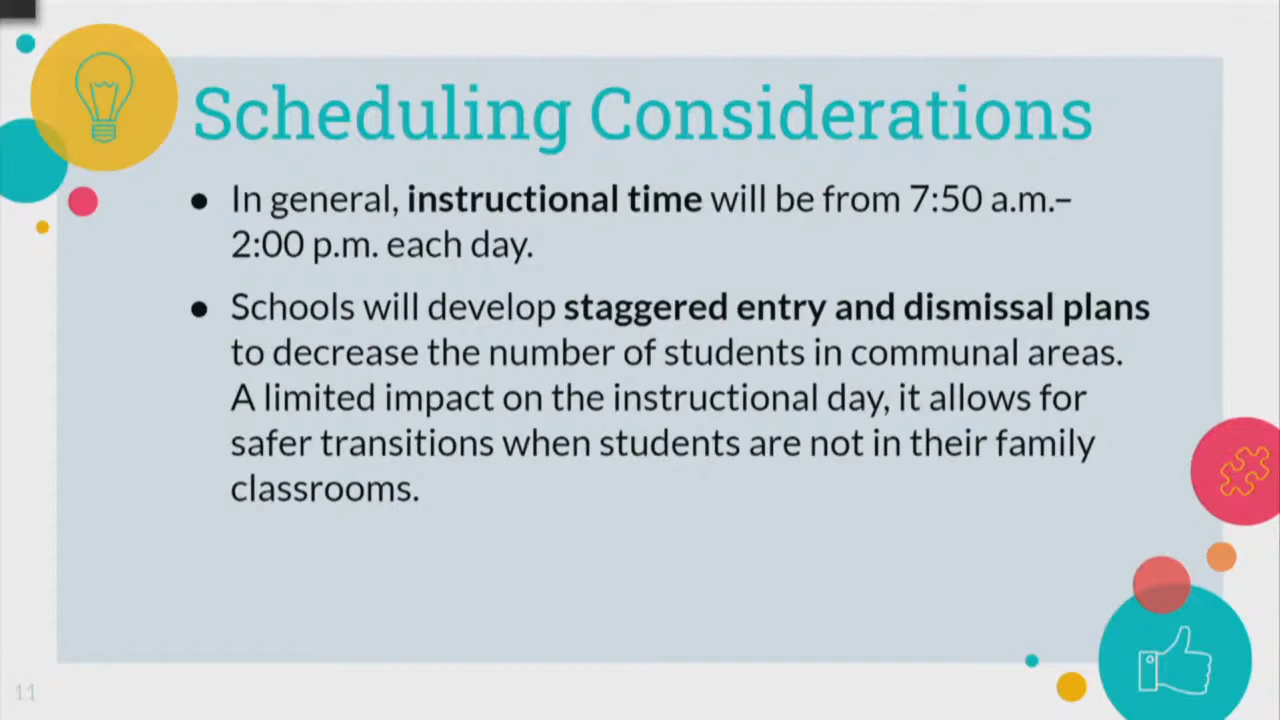 Scheduling Considerations
● In general, instructional time will be from 7:50 a.m.–
2:00 p.m. each day.
● Schools will develop staggered entry and dismissal plans
to decrease the number of students in communal areas.
A limited impact on the instructional day, it allows for
safer transitions when students are not in their family
classrooms.
11